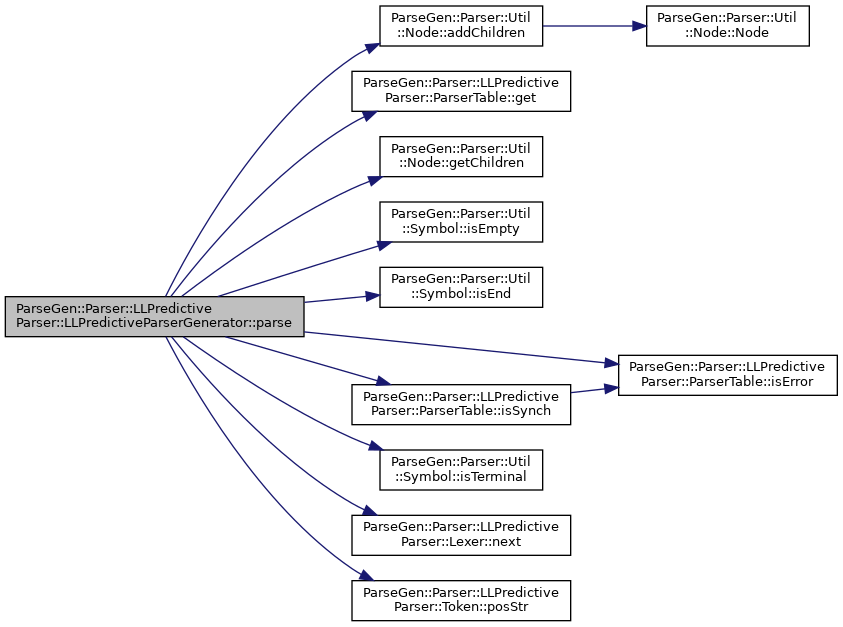 ParseGen::Parser::Util
::Node::addChildren
ParseGen::Parser::Util
::Node::Node
ParseGen::Parser::LLPredictive
Parser::ParserTable::get
ParseGen::Parser::Util
::Node::getChildren
ParseGen::Parser::Util
::Symbol::isEmpty
ParseGen::Parser::Util
::Symbol::isEnd
ParseGen::Parser::LLPredictive
Parser::LLPredictiveParserGenerator::parse
ParseGen::Parser::LLPredictive
Parser::ParserTable::isError
ParseGen::Parser::LLPredictive
Parser::ParserTable::isSynch
ParseGen::Parser::Util
::Symbol::isTerminal
ParseGen::Parser::LLPredictive
Parser::Lexer::next
ParseGen::Parser::LLPredictive
Parser::Token::posStr